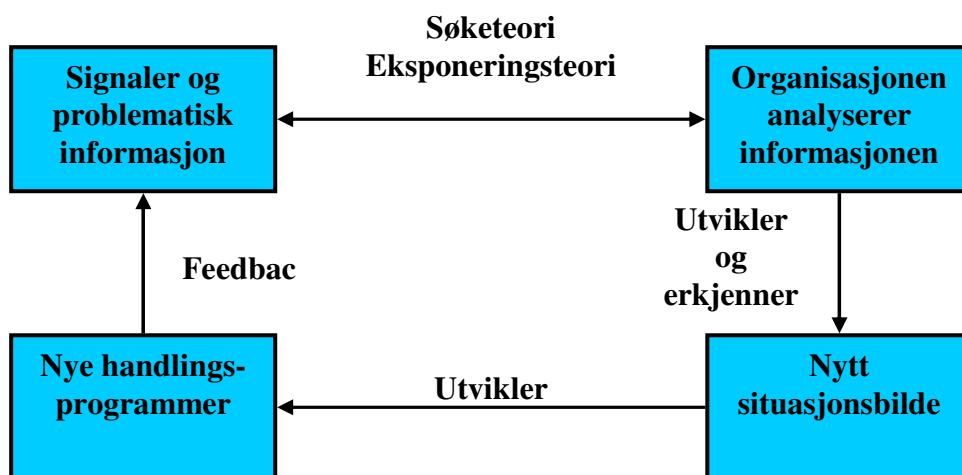 Søketeori
Eksponeringsteori
Signaler og
problematisk
informasjon
Organisasjonen
analyserer
informasjonen
Utvikler
og
erkjenner
Feedbac
Nye handlings-
programmer
Utvikler
Nytt
situasjonsbilde